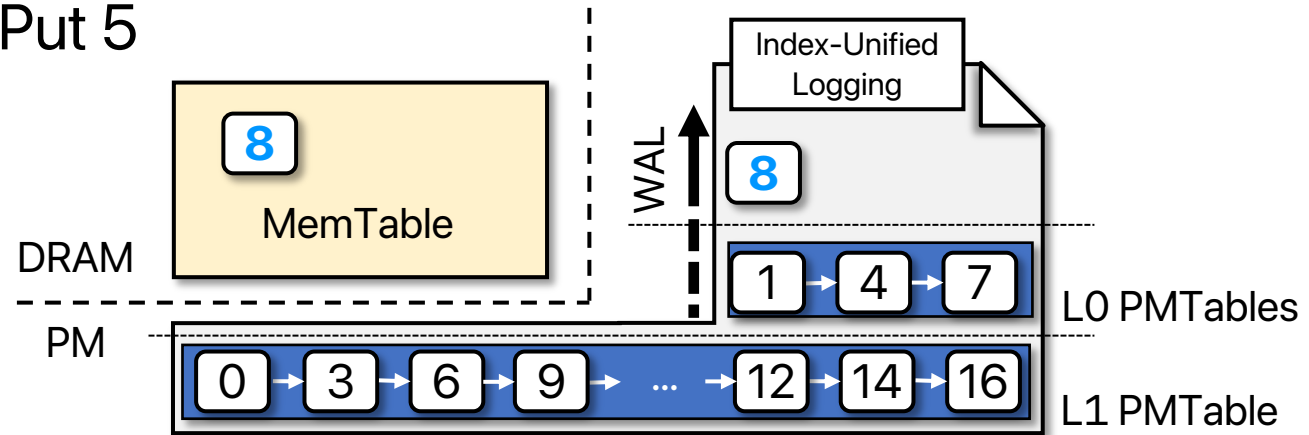 Put 5
Index-Unified
Logging
8
WAL
8
MemTable
DRAM
1 4 7
L0 PMTables
PM
0 3 6 9 ... 12 14 16
L1 PMTable